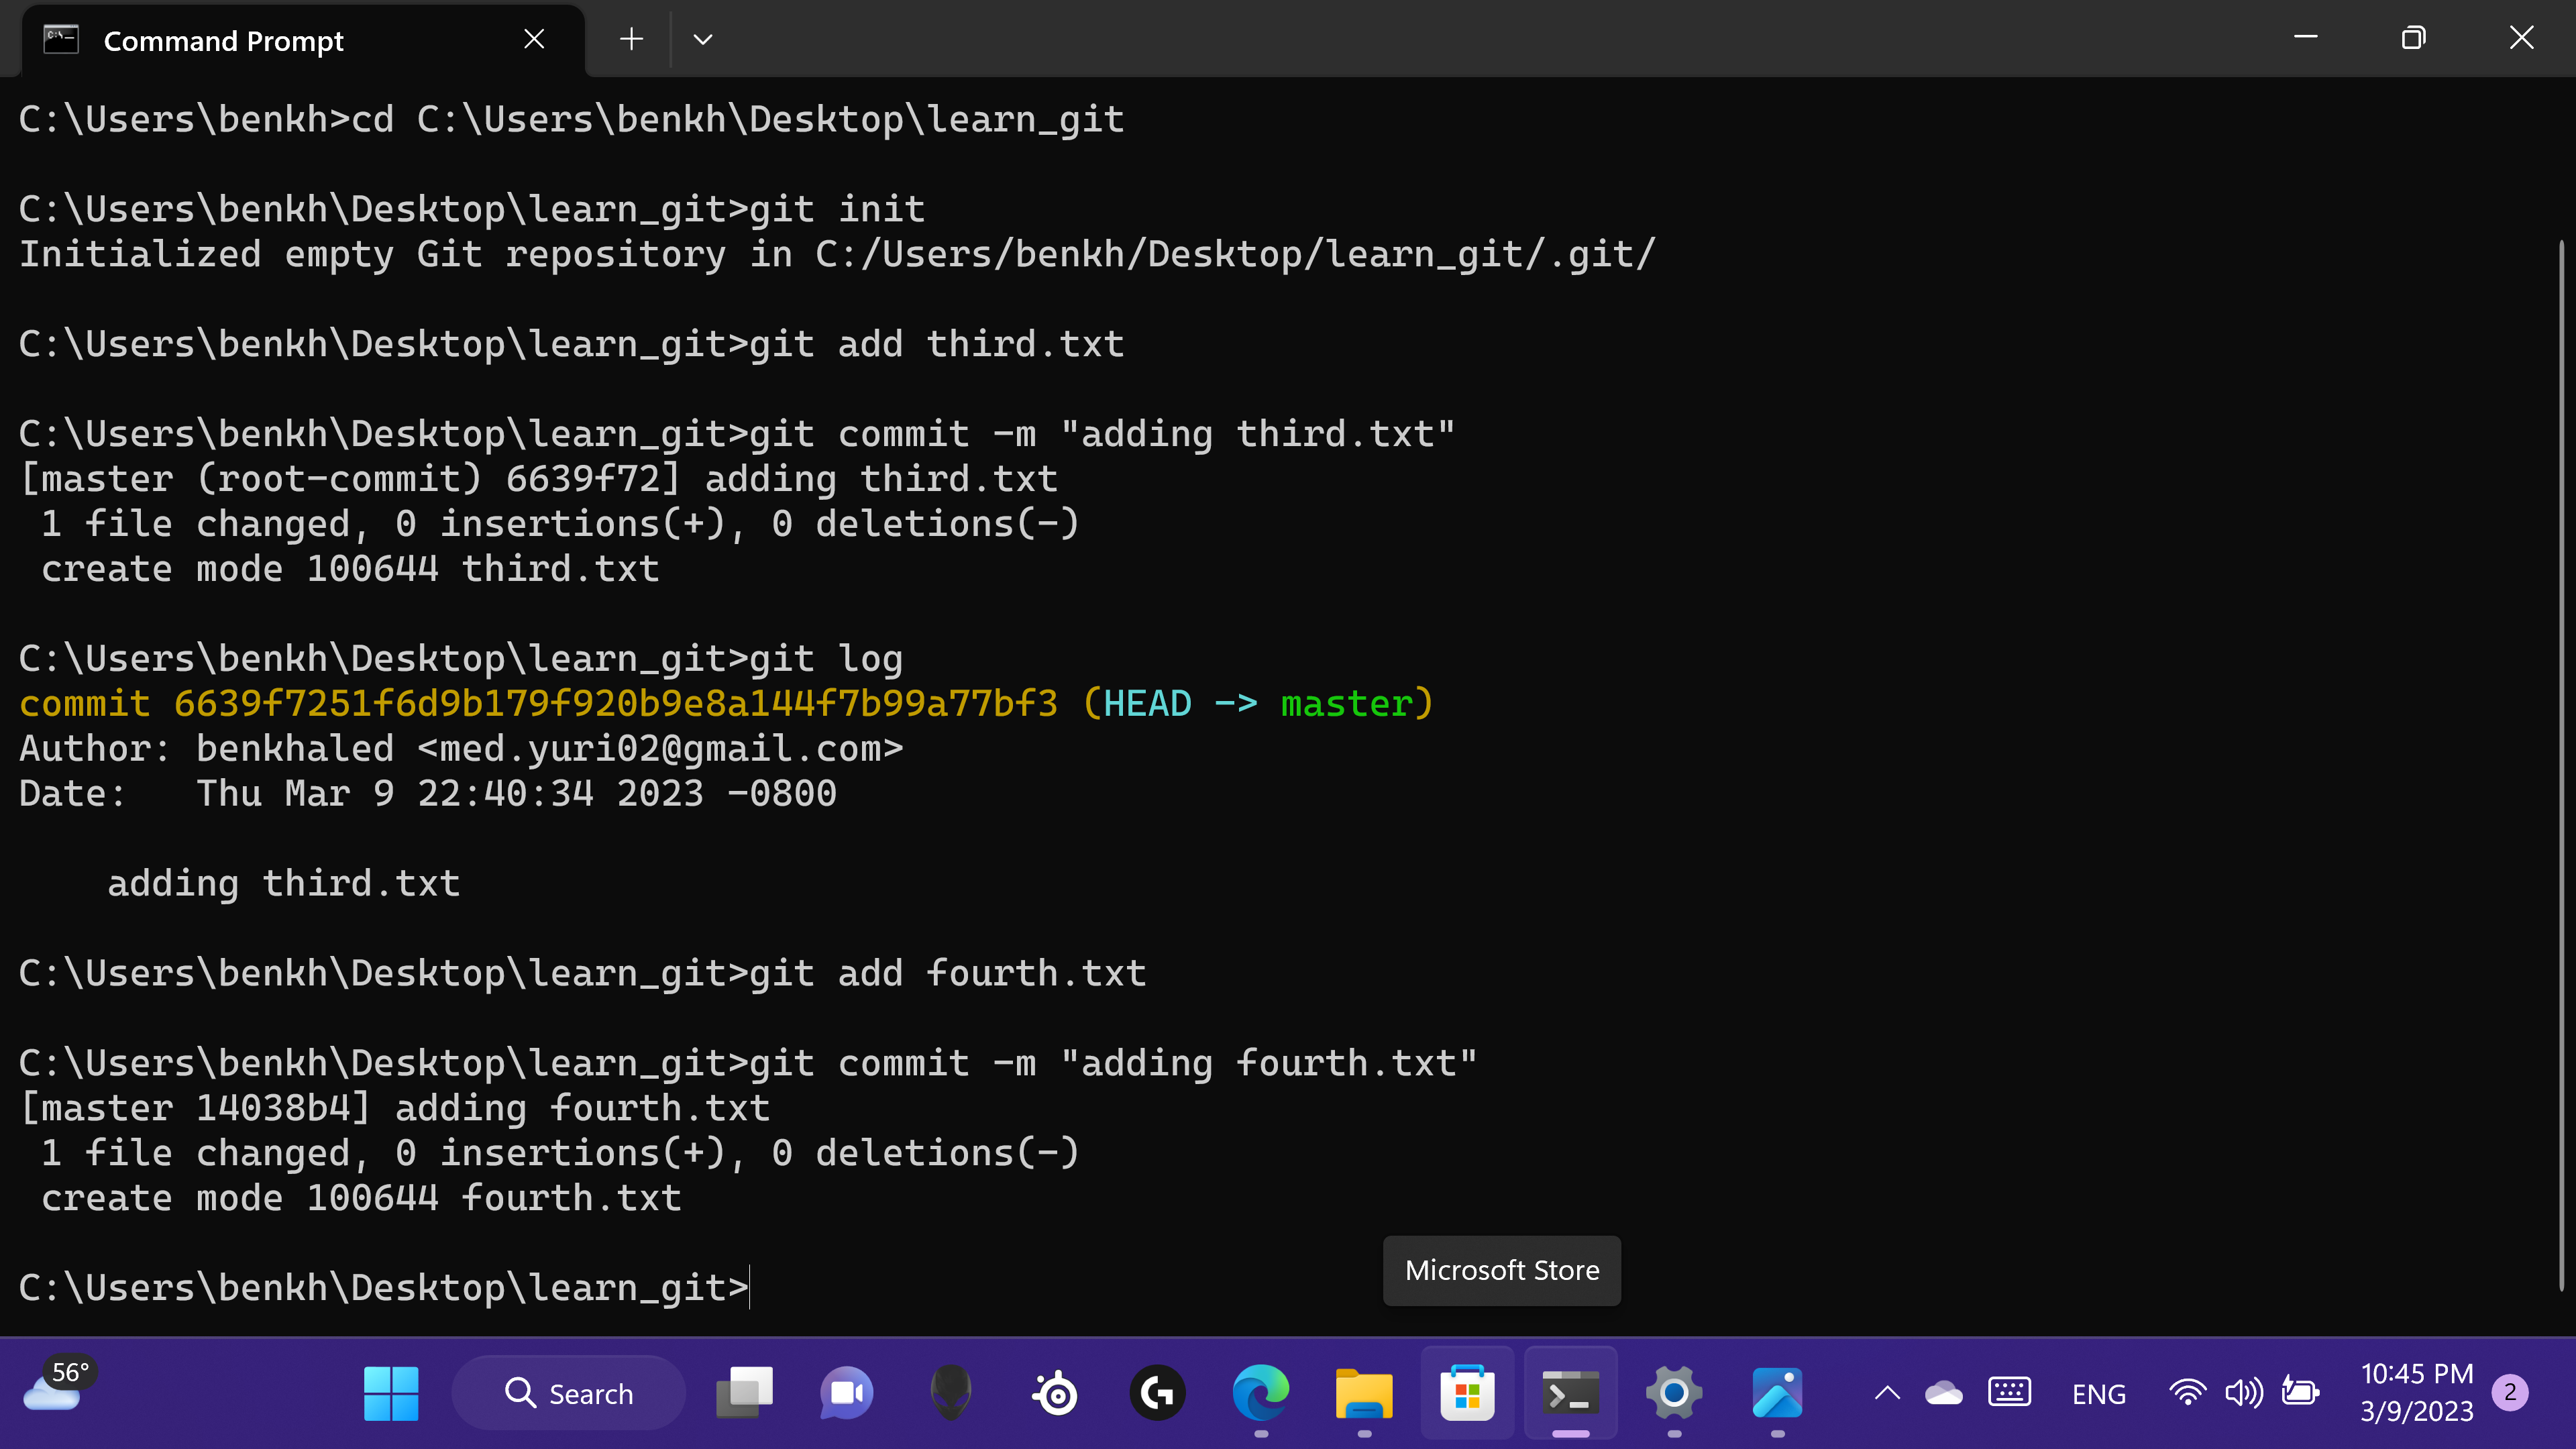 Command Prompt
C:\Users\benkh>cd C:\Users\benkh\Desktop\learn_git
C:\Users\benkh\Desktop\learn_git>git init
Initialized empty Git repository in C:/Users/benkh/Desktop/learn_git/.git/
C:\Users\benkh\Desktop\learn_git>git add third.txt
C:\Users\benkh\Desktop\learn_git>git commit -m "adding third.txt"
[master (root-commit) 6639f72] adding third.txt
 1 file changed, 0 insertions(+), 0 deletions(-)
 create mode 100644 third.txt
C:\Users\benkh\Desktop\learn_git>git log
commit 6639f7251f6d9b179f920b9e8a144f7b99a77bf3 (HEAD -> master)
Author: benkhaled <med.yuri02@gmail.com>
Date:   Thu Mar 9 22:40:34 2023 -0800
    adding third.txt
C:\Users\benkh\Desktop\learn_git>git add fourth.txt
C:\Users\benkh\Desktop\learn_git>git commit -m "adding fourth.txt"
[master 14038b4] adding fourth.txt
 1 file changed, 0 insertions(+), 0 deletions(-)
 create mode 100644 fourth.txt
C:\Users\benkh\Desktop\learn_git>
Microsoft Store
56°
Search
ENG
10:45 PM
3/9/2023
2